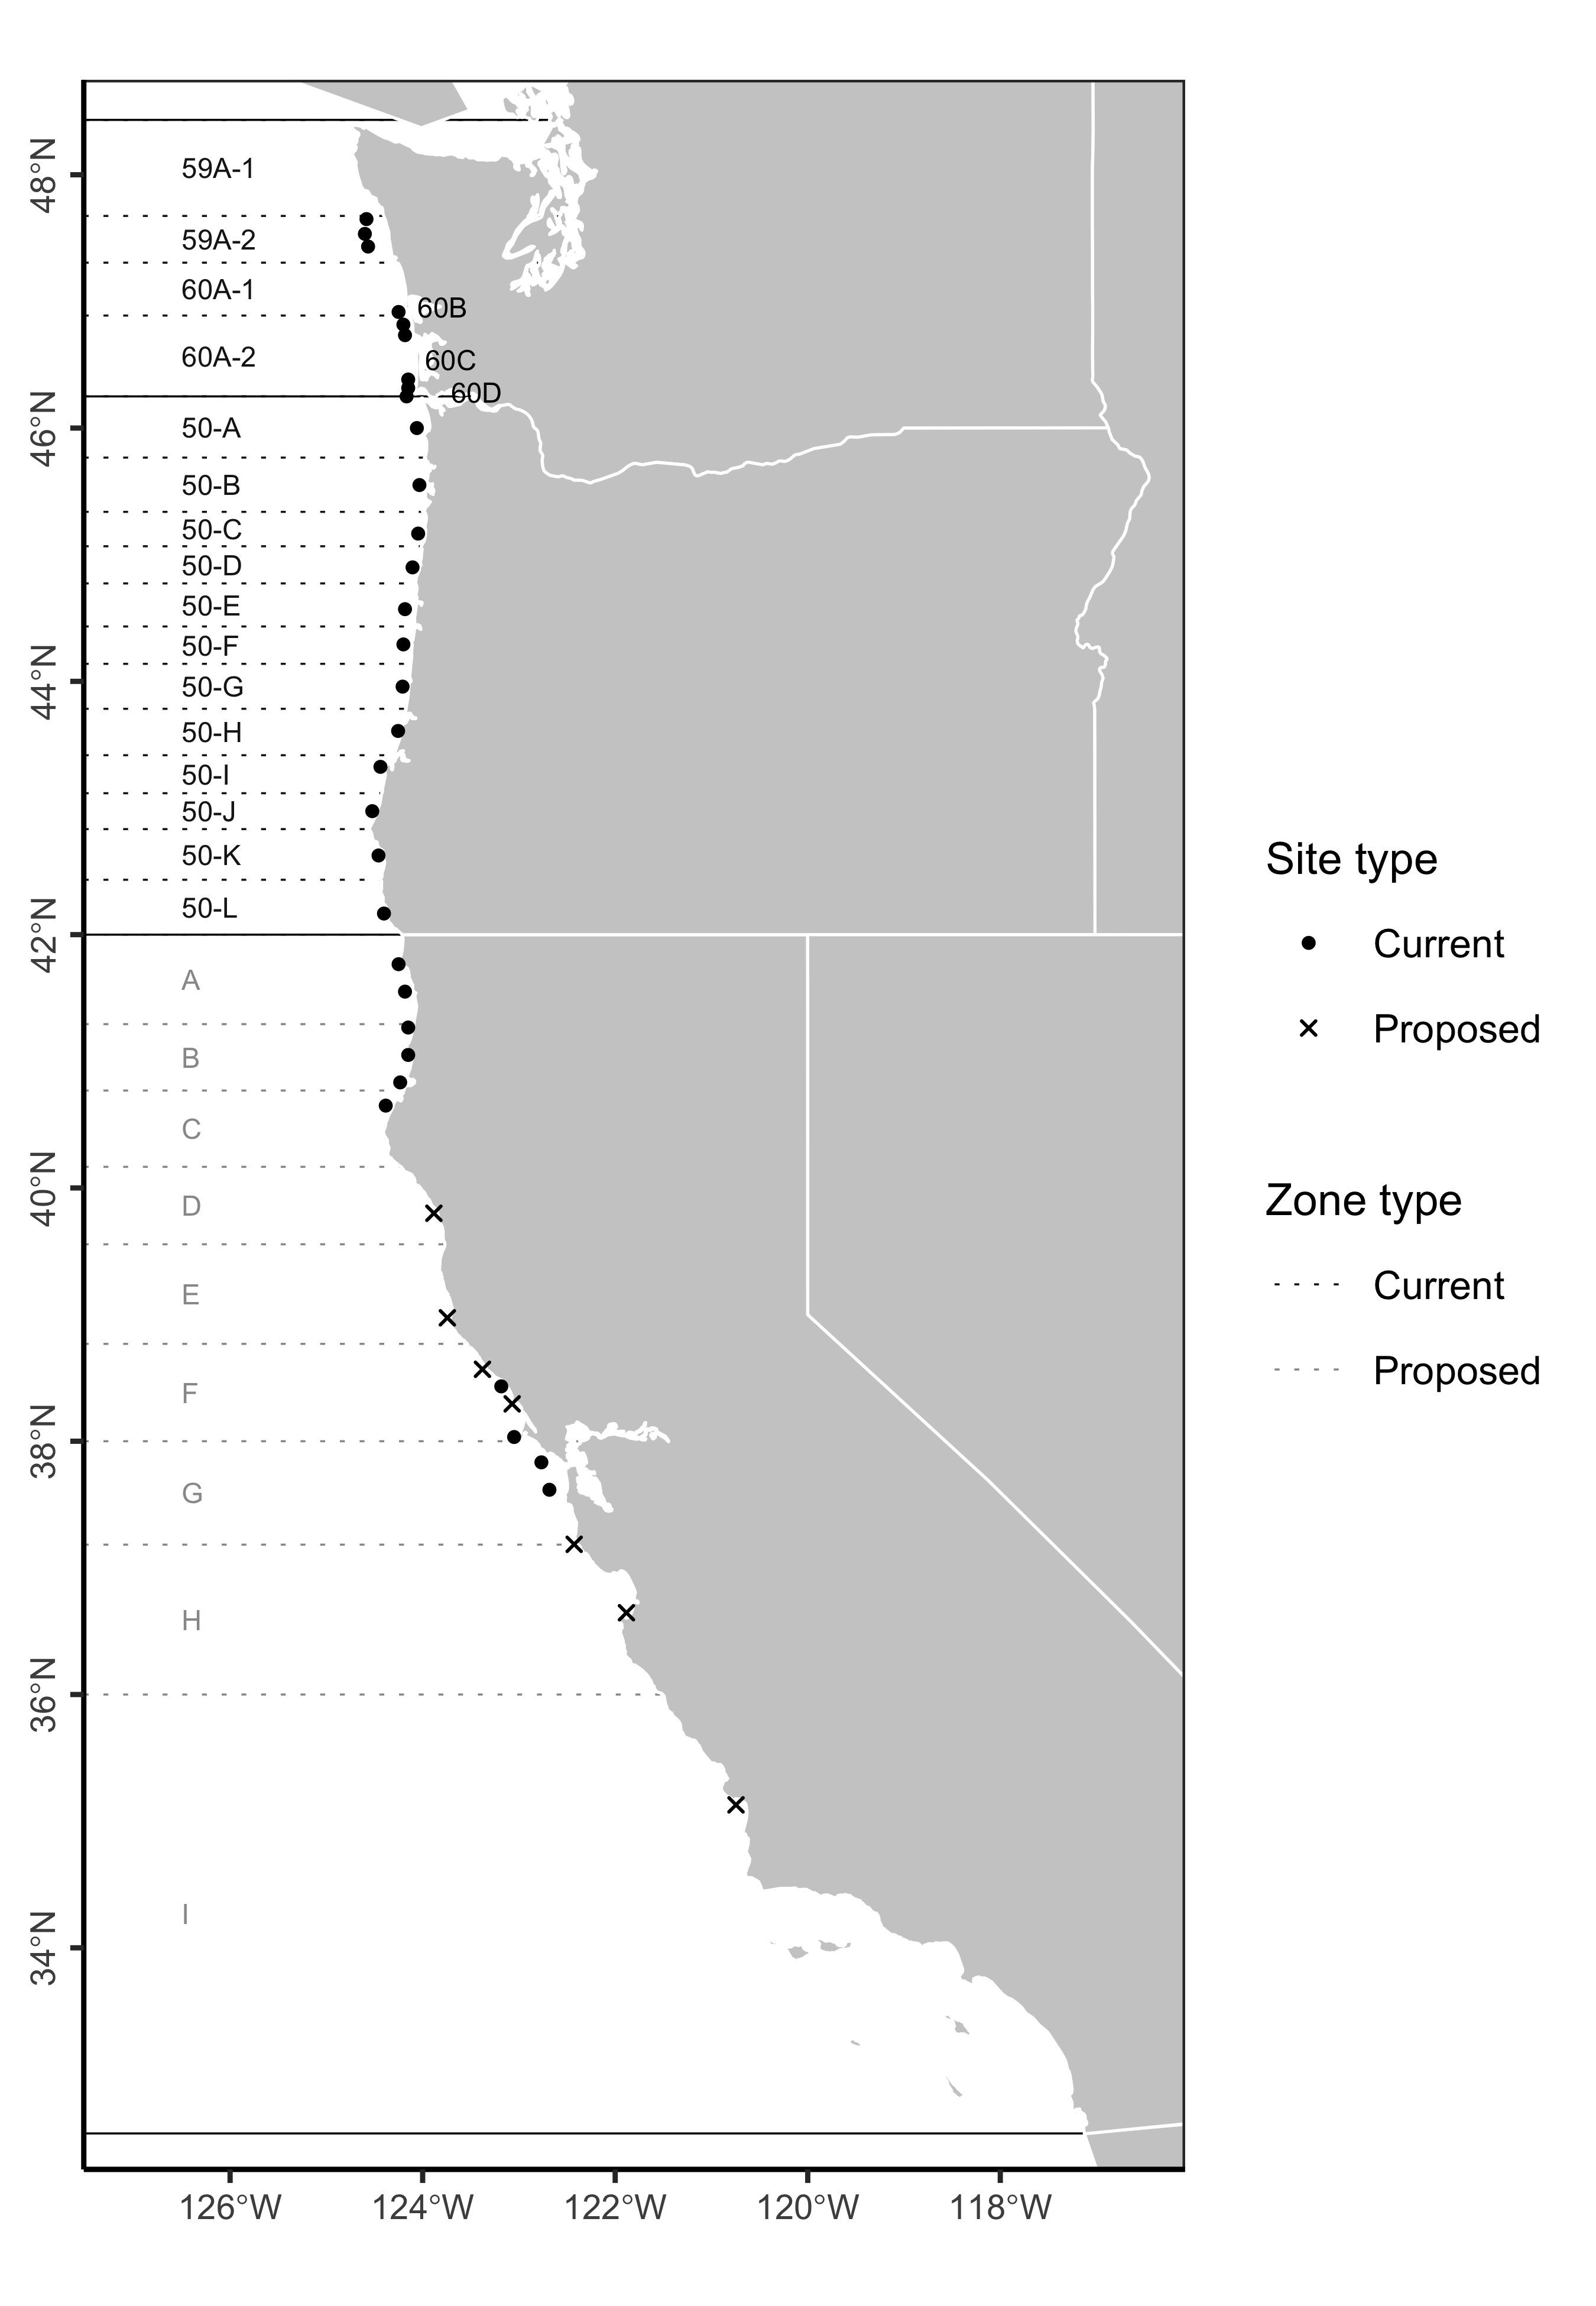 48°N
46°N
44°N
42°N
40°N
38°N
36°N
34°N
59A-1
59A-2
60A-1
60B
60A-2
60C
60D
50-A
50-B
50-C
50-D
50-E
50-F
50-G
50-H
50-I
50-J
50-K
50-L
A
B
C
D
E
F
G
H
I
126°W 124°W 122°W 120°W 118°W
Site type
Current
Proposed
Zone type
Current
Proposed